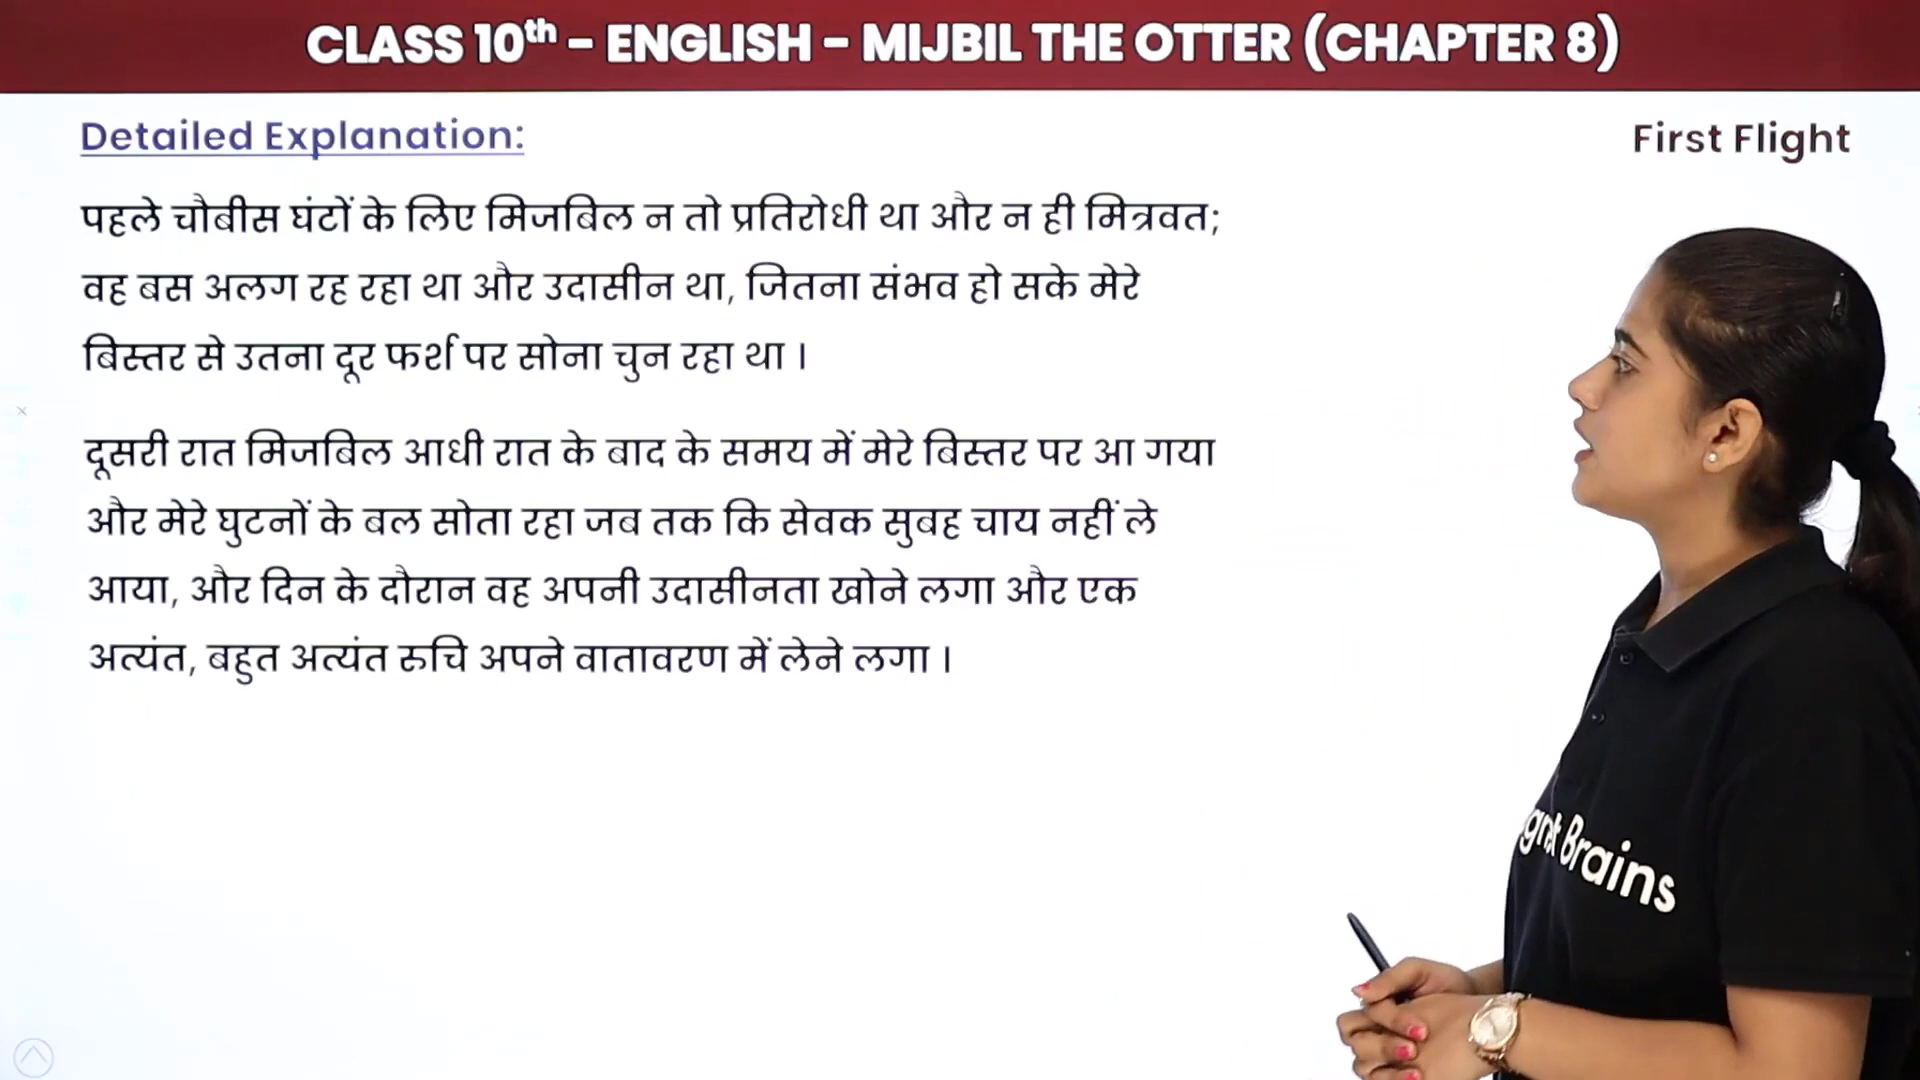 CLASS 10th - ENGLISH - MIJBIL THE OTTER (CHAPTER 8)
Detailed Explanation:
First Flight
पहले चौबीस घंटों के लिए मिजबिल न तो प्रतिरोधी था और न ही मित्रवत;
वह बस अलग रह रहा था और उदासीन था, जितना संभव हो सके मेरे
बिस्तर से उतना दूर फर्श पर सोना चुन रहा था ।
दूसरी रात मिजबिल आधी रात के बाद के समय में मेरे बिस्तर पर आ गया
और मेरे घुटनों के बल सोता रहा जब तक कि सेवक सुबह चाय नहीं ले
आया, और दिन के दौरान वह अपनी उदासीनता खोने लगा और एक
अत्यंत, बहुत अत्यंत रुचि अपने वातावरण में लेने लगा ।
Brains